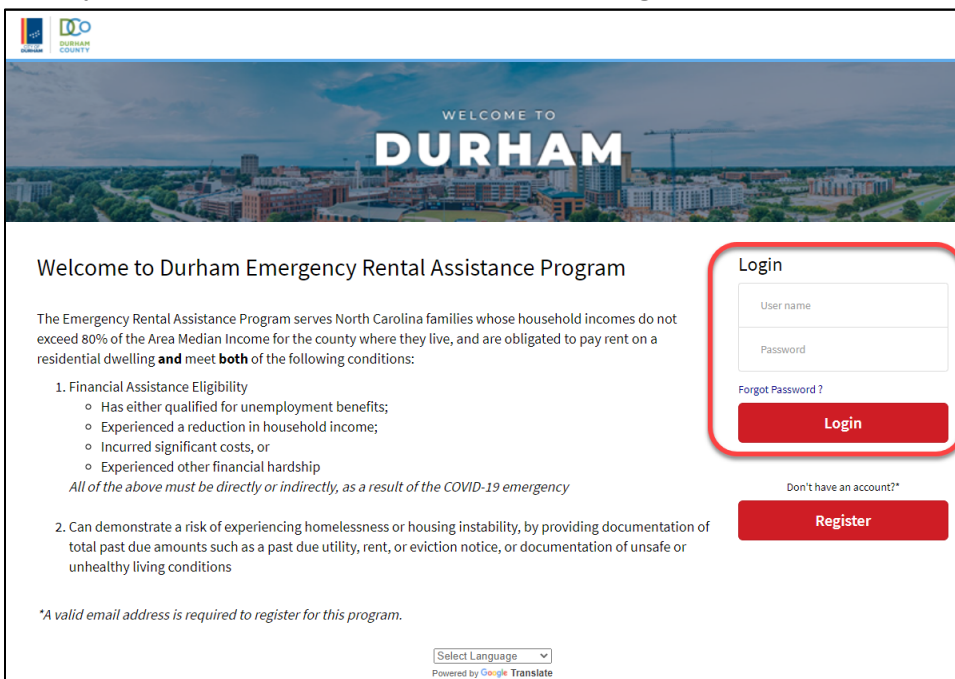 CITY OF
DURHAM
DCO
DURHAM
COUNTY
WELCOME TO
DURHAM
Welcome to Durham Emergency Rental Assistance Program
The Emergency Rental Assistance Program serves North Carolina families whose household incomes do not
exceed 80% of the Area Median Income for the county where they live, and are obligated to pay rent on a
residential dwelling and meet both of the following conditions:
1. Financial Assistance Eligibility
Has either qualified for unemployment benefits;
Experienced a reduction in household income;
Incurred significant costs, or
Experienced other financial hardship
All of the above must be directly or indirectly, as a result of the COVID-19 emergency
2. Can demonstrate a risk of experiencing homelessness or housing instability, by providing documentation of
total past due amounts such as a past due utility, rent, or eviction notice, or documentation of unsafe or
unhealthy living conditions
*A valid email address is required to register for this program.
Login
User name
Password
Forgot Password ?
Login
Don't have an account?*
Register
Select Language
Powered by Google Translate